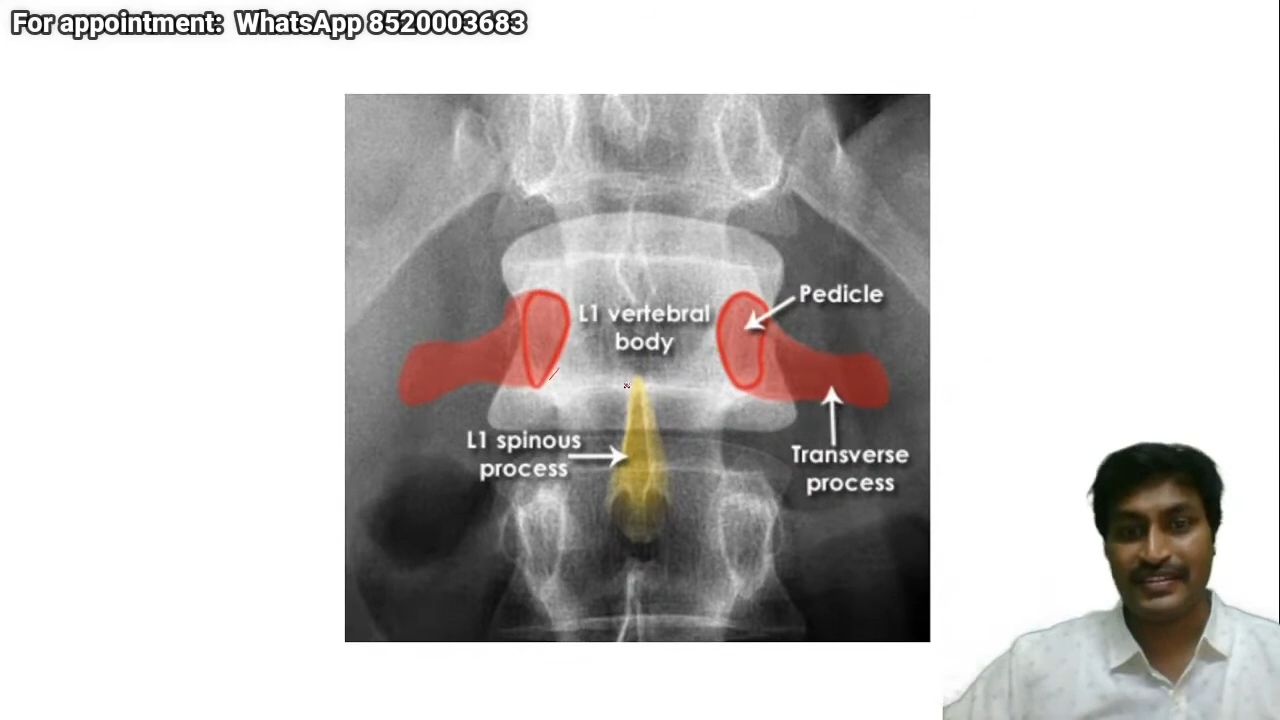 For appointment: WhatsApp 8520003683
Pedicle
L1 vertebral
body
L1 spinous
process
Transverse
process